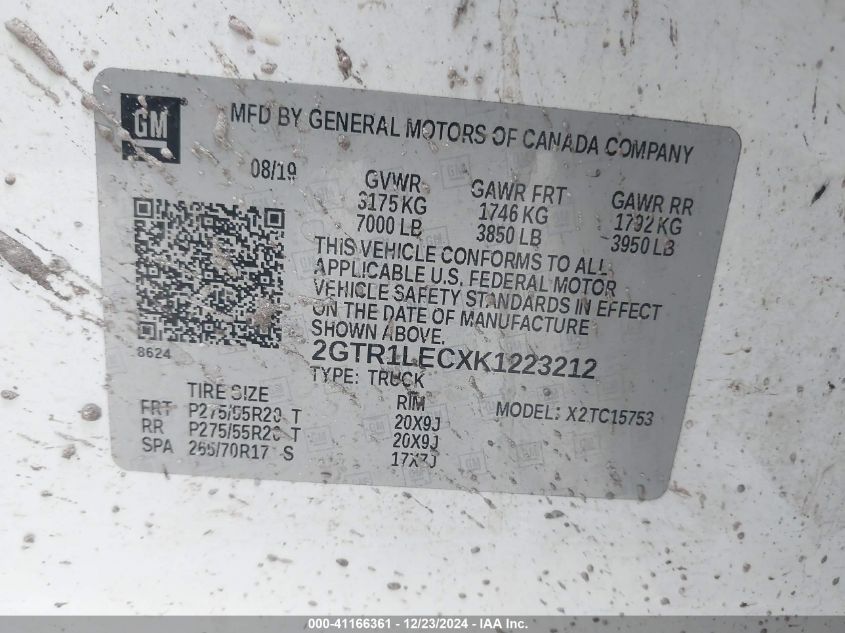 GM
MFD BY GENERAL MOTORS OF CANADA COMPANY
08/19
GVWR GAWR FRT GAWR RR
3175 KG 1746 KG 1792 KG
7000 LB 3850 LB 3950 LB
THIS VEHICLE CONFORMS TO ALL
APPLICABLE U.S. FEDERAL MOTOR
VEHICLE SAFETY STANDARDS IN EFFECT
ON THE DATE OF MANUFACTURE
SHOWN ABOVE.
8624
2GTR1LECXK1223212
TYPE: TRUCK
TIRE SIZE RIM MODEL: X2TC15753
FRT P275/55R20 T 20X9J
RR P275/55R20 T 20X9J
SPA 265/70R17 S 17X7J
000-41166361 - 12/23/2024 - IAA Inc.